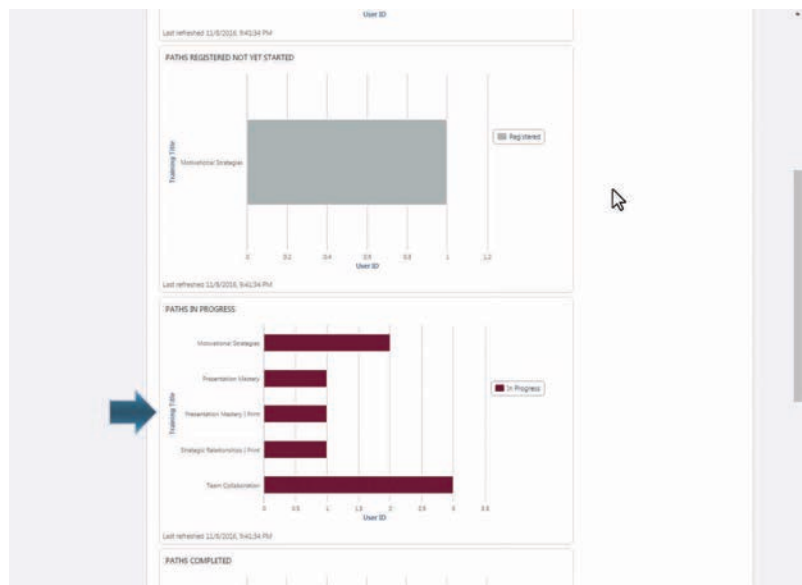 User ID
Last refreshed 11/8/2016, 9:41:34 PM
PATHS REGISTERED NOT YET STARTED
Training Title
Motivational Strategies
Registered
0 0.2 0.4 0.6 0.8 1 1.2
User ID
Last refreshed 11/8/2016, 9:41:34 PM
PATHS IN PROGRESS
Training Title
Motivational Strategies
Presentation Mastery
In Progress
Presentation Mastery | Print
Strategic Relationships | Print
Team Collaboration
0 0.5 1 1.5 2 2.5 3 3.5
User ID
Last refreshed 11/8/2016, 9:41:34 PM
PATHS COMPLETED